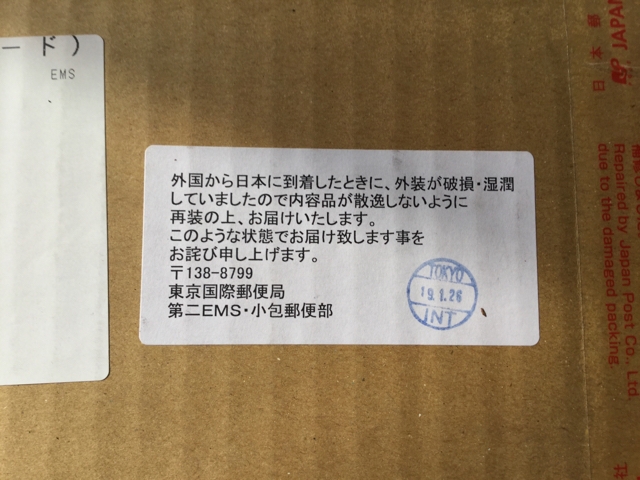 ード)
EMS
外国から日本に到着したときに、外装が破損・湿潤
していましたので内容品が散逸しないように
再装の上、お届けいたします。
このような状態でお届け致します事を
お詫び申し上げます。
〒138-8799
東京国際郵便局
第二EMS・小包郵便部
TOKYO
19.1.26
INT
日本郵
JAPAN
Repaired by Japan Post Co., Ltd.
due to the damaged packing
社